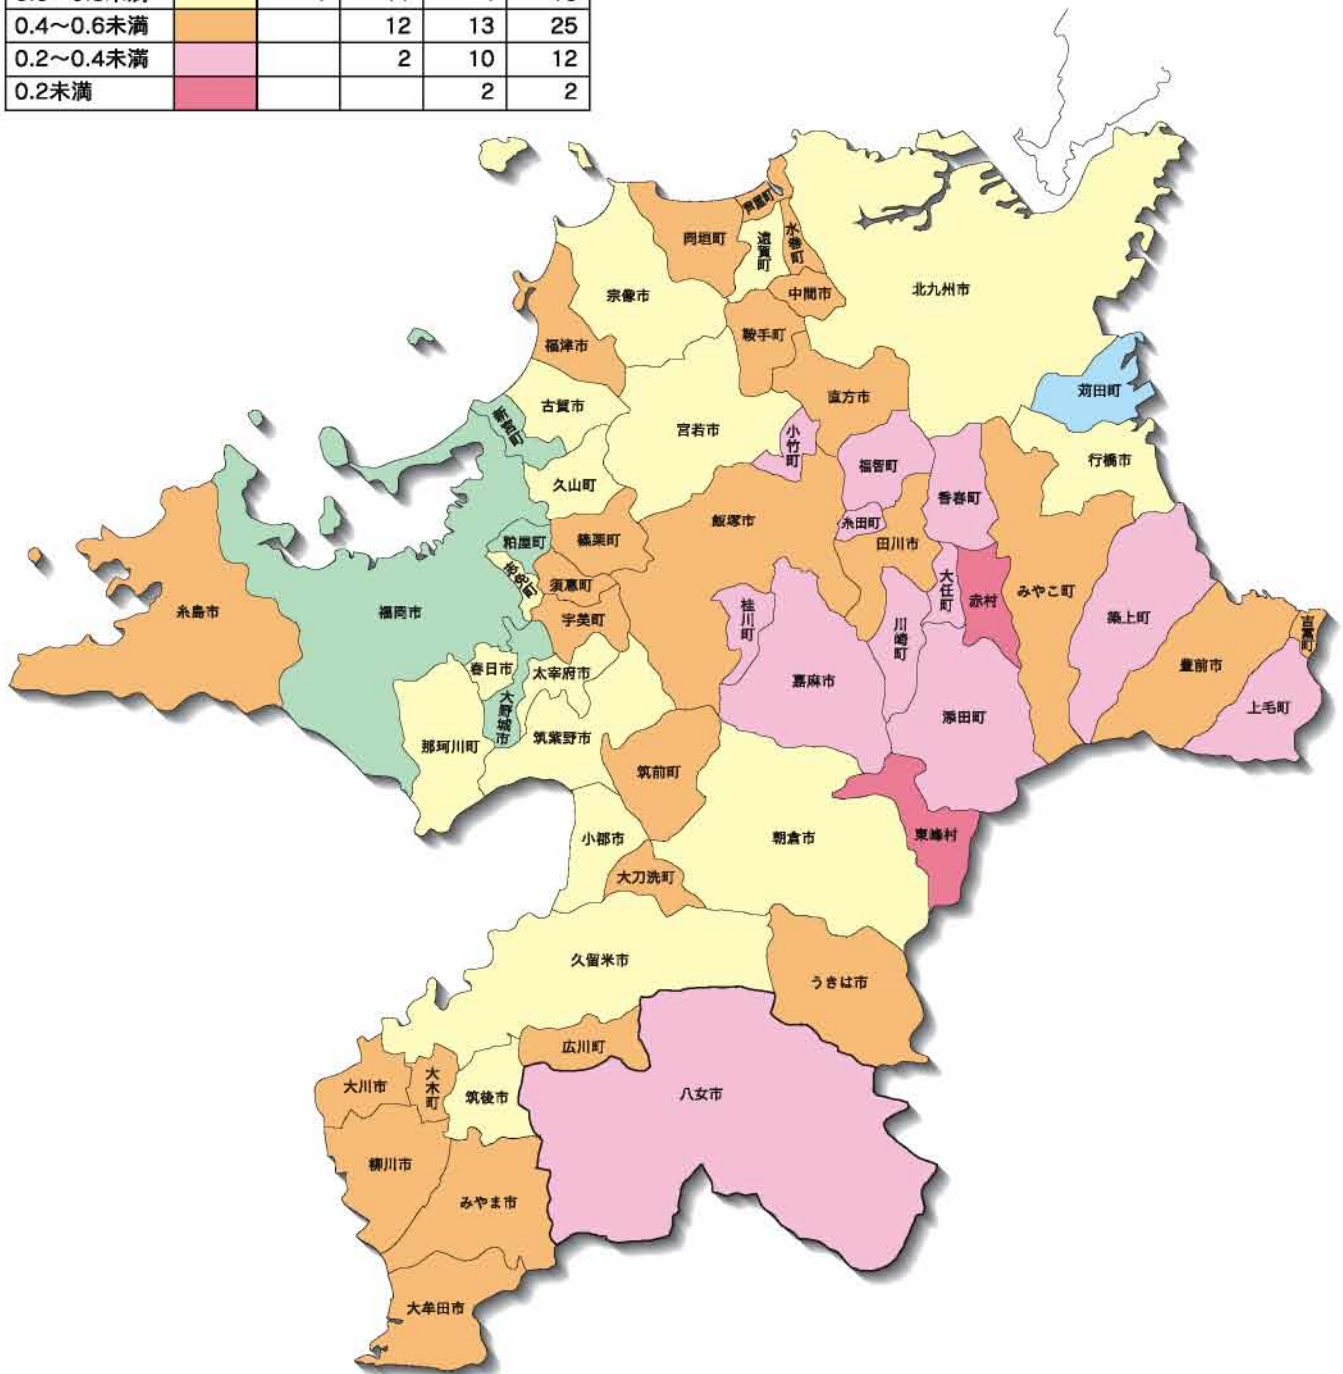 0.4〜0.6未満 12 13 25
0.2〜0.4未満 2 10 12
0.2未満 2 2
芦屋町
岡垣町
遠賀町
水巻町
北九州市
宗像市
中間市
鞍手町
福津市
苅田町
直方市
古賀市
新宮町
宮若市
小竹町
行橋市
福智町
久山町
香春町
飯塚市
糸田町
粕屋町
篠栗町
田川市
志免町
須恵町
大任町
みやこ町
赤村
糸島市
福岡市
宇美町
桂川町
川崎町
築上町
吉富町
春日市
太宰府市
豊前市
嘉麻市
大野城市
添田町
上毛町
那珂川町
筑紫野市
筑前町
小郡市
朝倉市
東峰村
大刀洗町
久留米市
うきは市
広川町
大川市
大木町
筑後市
八女市
柳川市
みやま市
大牟田市